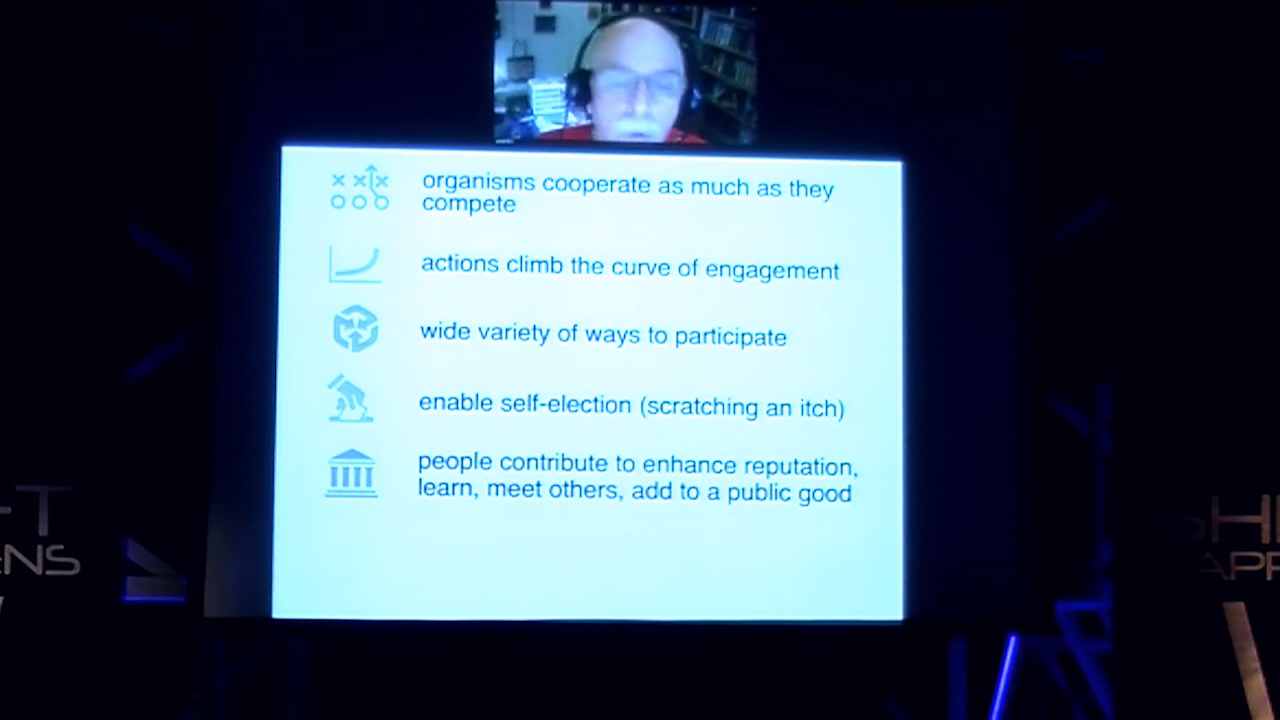 organisms cooperate as much as they
compete
actions climb the curve of engagement
wide variety of ways to participate
enable self-election (scratching an itch)
people contribute to enhance reputation,
learn, meet others, add to a public good